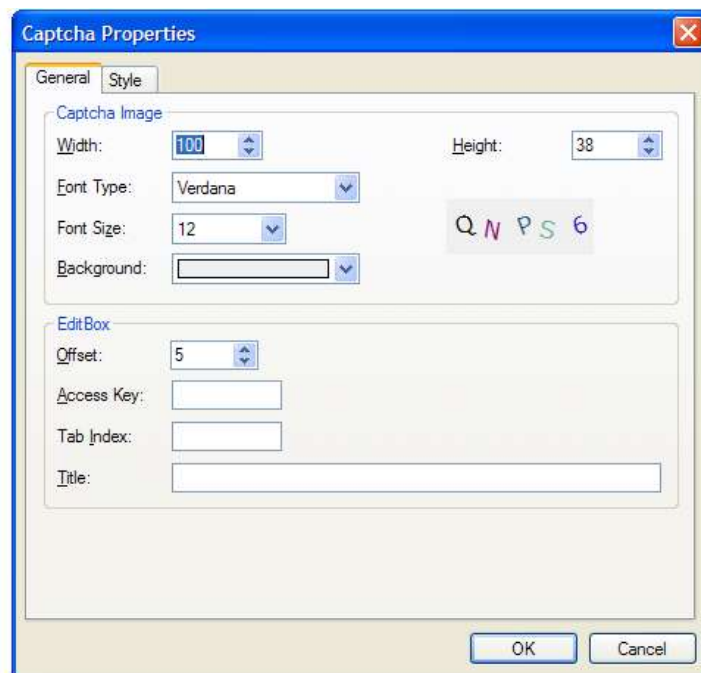 Captcha Properties
General Style
Captcha Image
Width: 100 Height: 38
Font Type: Verdana
Font Size: 12
QNPS6
Background:
EditBox
Offset: 5
Access Key:
Tab Index:
Title:
OK Cancel